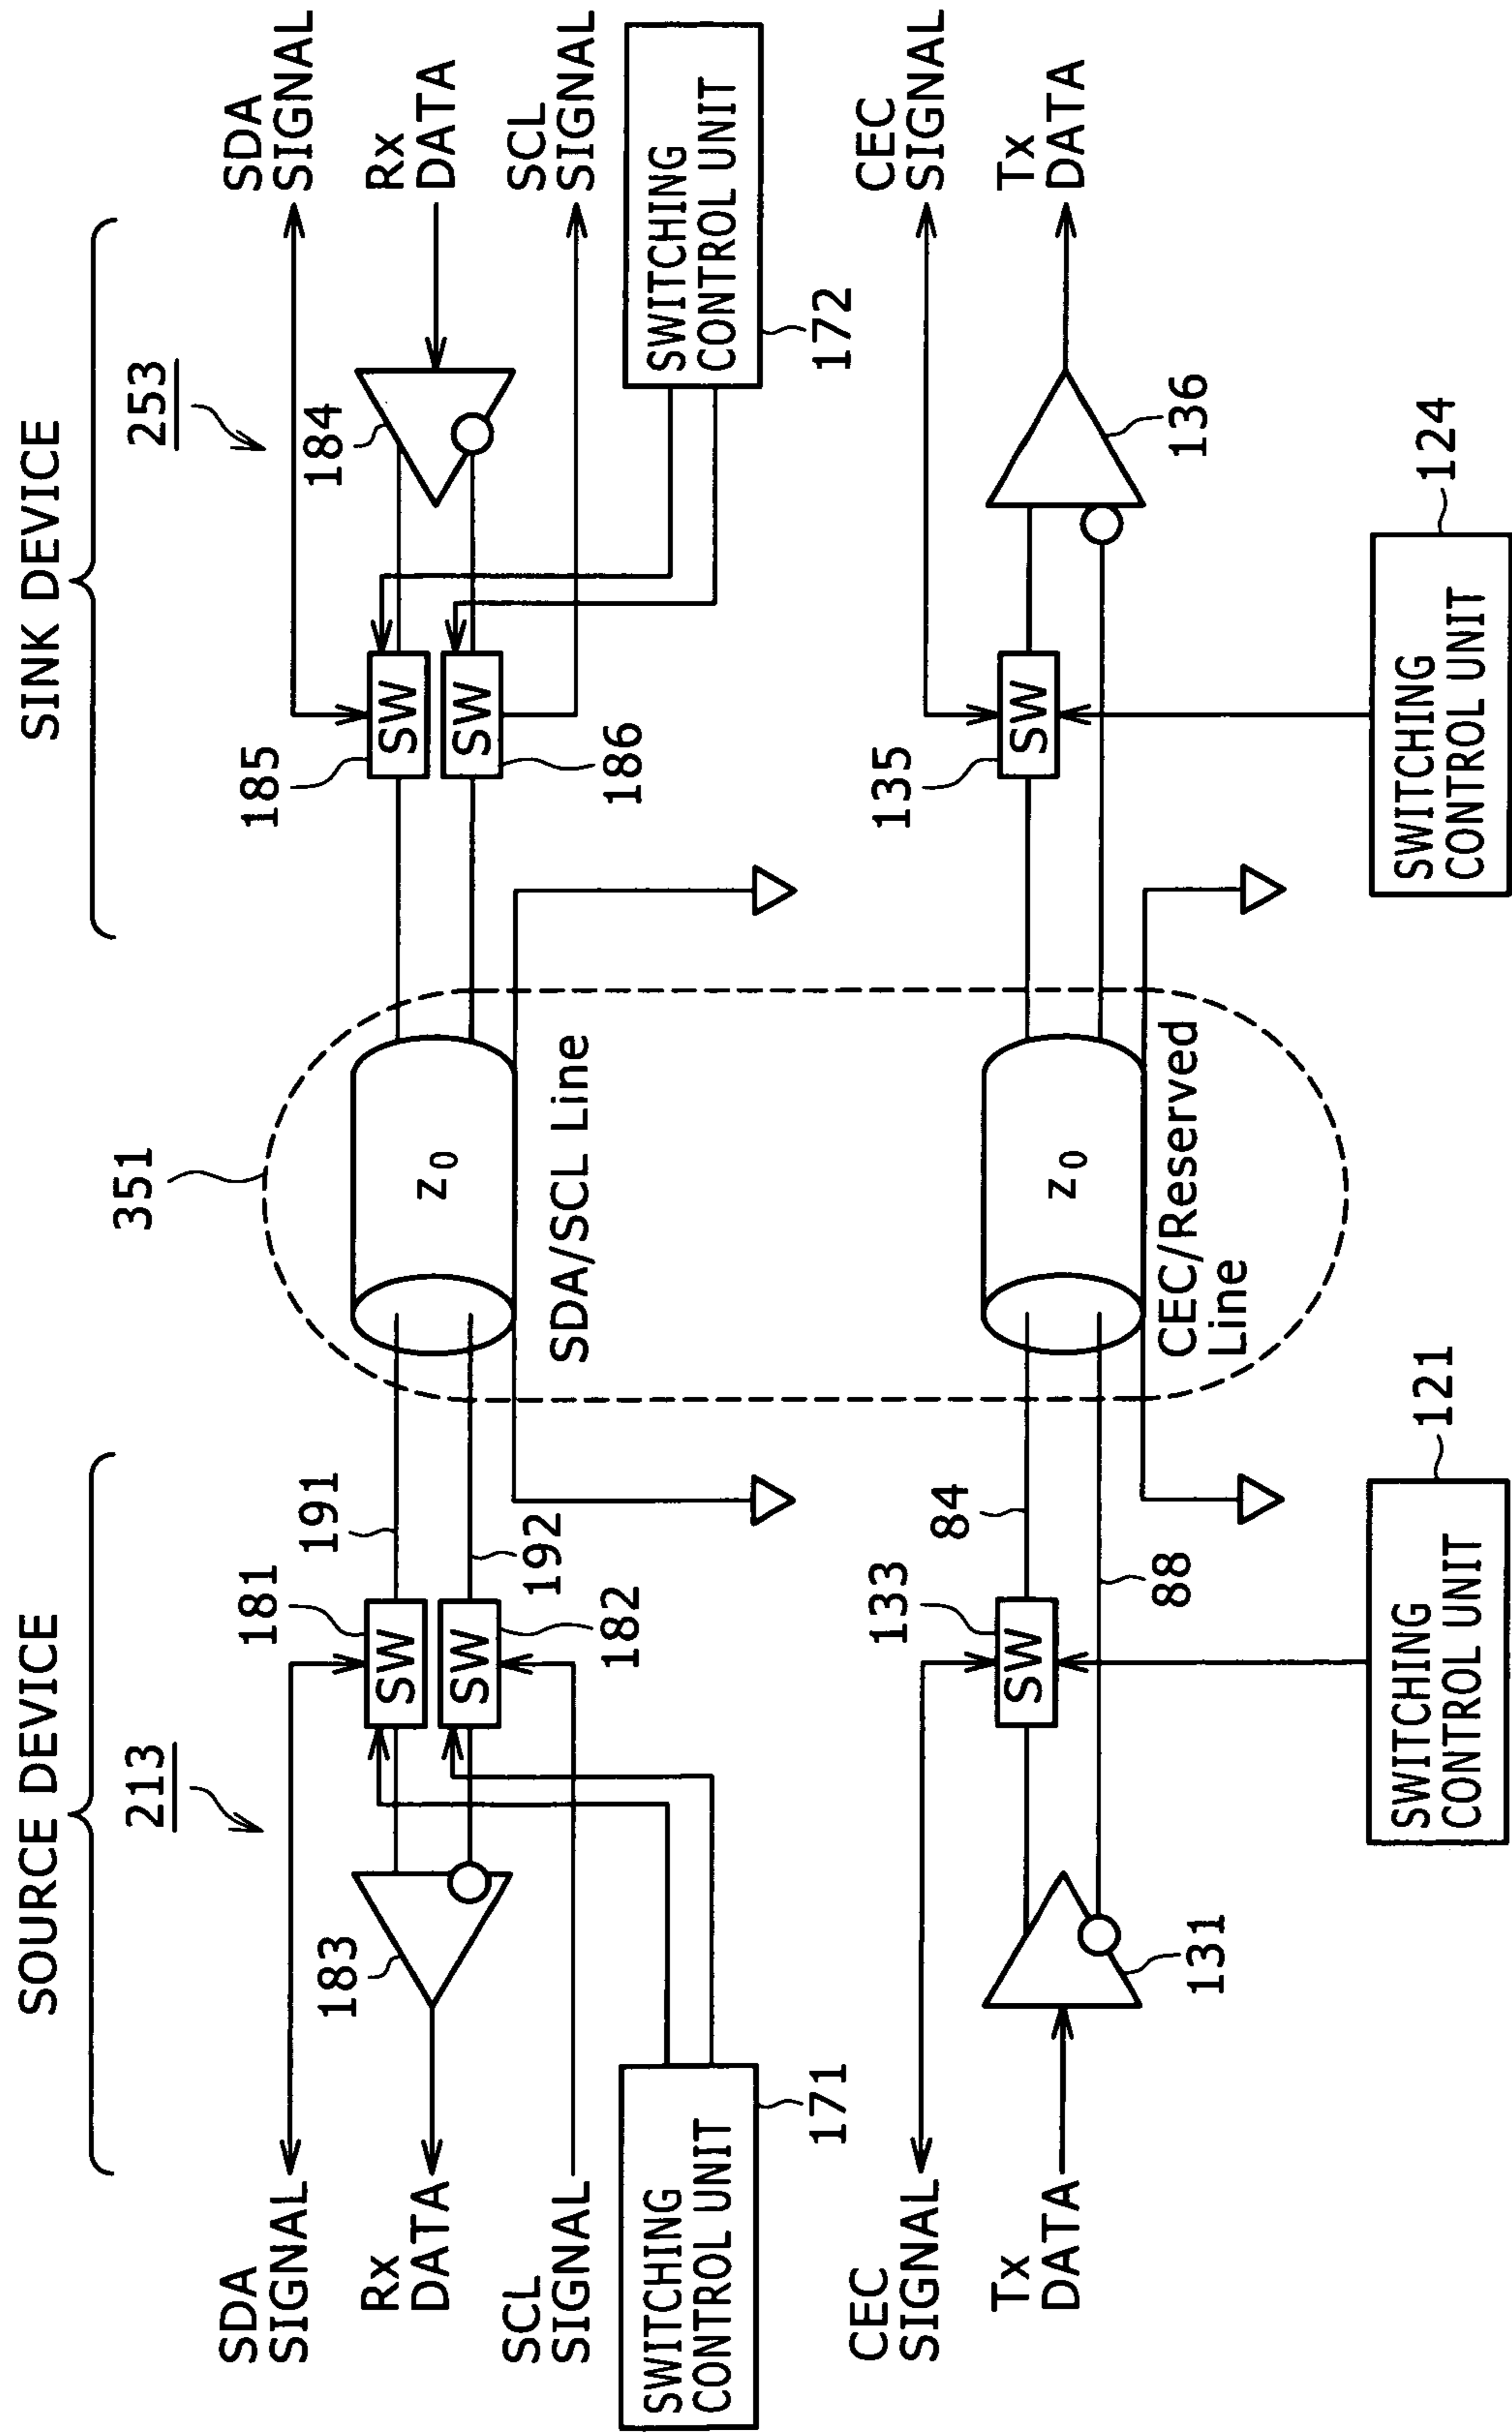 SOURCE DEVICE
SINK DEVICE
213
253
SDA
SIGNAL
Rx
DATA
SCL
SIGNAL
SWITCHING
CONTROL UNIT
171
183
181
SW
SW
182
191
192
351
Z0
SDA/SCL Line
185
SW
SW
186
184
SDA
SIGNAL
Rx
DATA
SCL
SIGNAL
SWITCHING
CONTROL UNIT
172
CEC
SIGNAL
Tx
DATA
131
133
SW
84
88
SWITCHING
CONTROL UNIT
121
Z0
CEC/Reserved
Line
135
SW
136
CEC
SIGNAL
Tx
DATA
SWITCHING
CONTROL UNIT
124